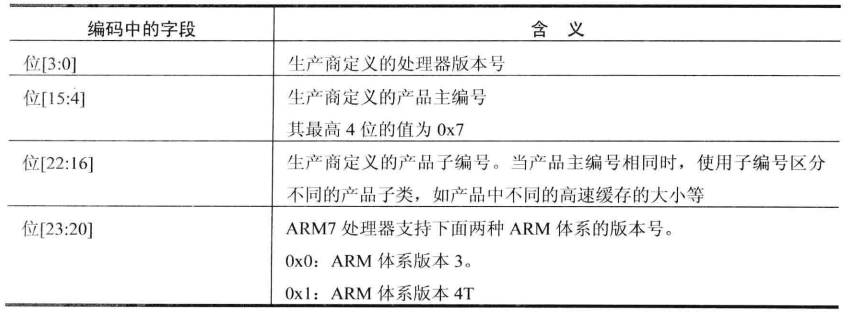 编码中的字段 含 义
位[3:0] 生产商定义的处理器版本号
位[15:4] 生产商定义的产品主编号
其最高 4 位的值为 0x7
位[22:16] 生产商定义的产品子编号。当产品主编号相同时，使用子编号区分
不同的产品子类，如产品中不同的高速缓存的大小等
位[23:20] ARM7 处理器支持下面两种 ARM 体系的版本号。
0x0：ARM 体系版本 3。
0x1：ARM 体系版本 4T